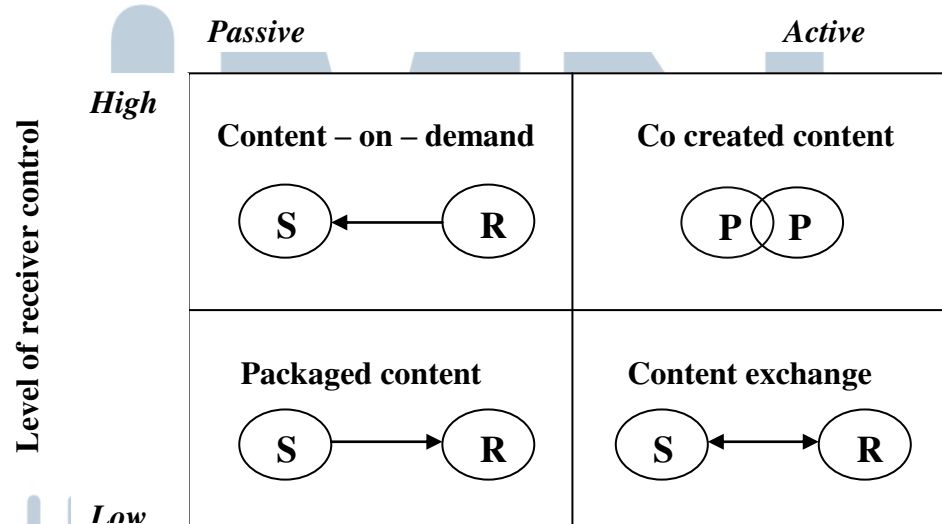 Passive Active
High
Content – on – demand Co created content
S R P P
Level of receiver control
Packaged content Content exchange
S R S R
Low